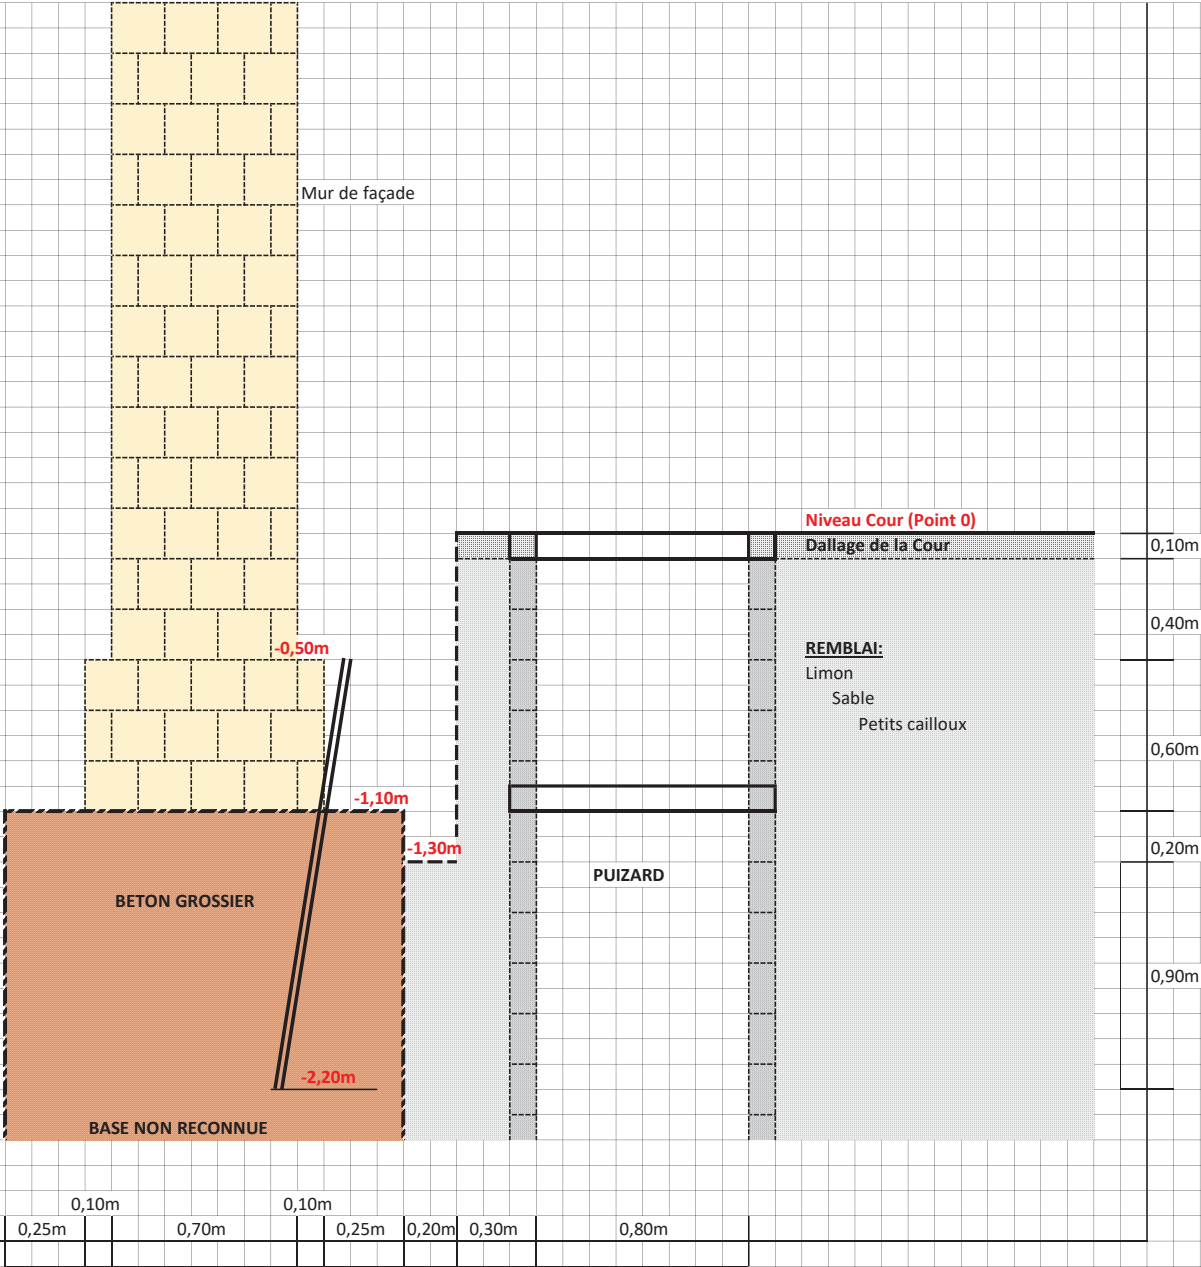 Mur de façade
Niveau Cour (Point 0)
Dallage de la Cour
0,10m
0,40m
-0,50m
REMBLAI:
Limon
Sable
Petits cailloux
0,60m
-1,10m
-1,30m
0,20m
PUIZARD
BETON GROSSIER
0,90m
-2,20m
BASE NON RECONNUE
0,10m
0,10m
0,25m
0,70m
0,25m
0,20m
0,30m
0,80m